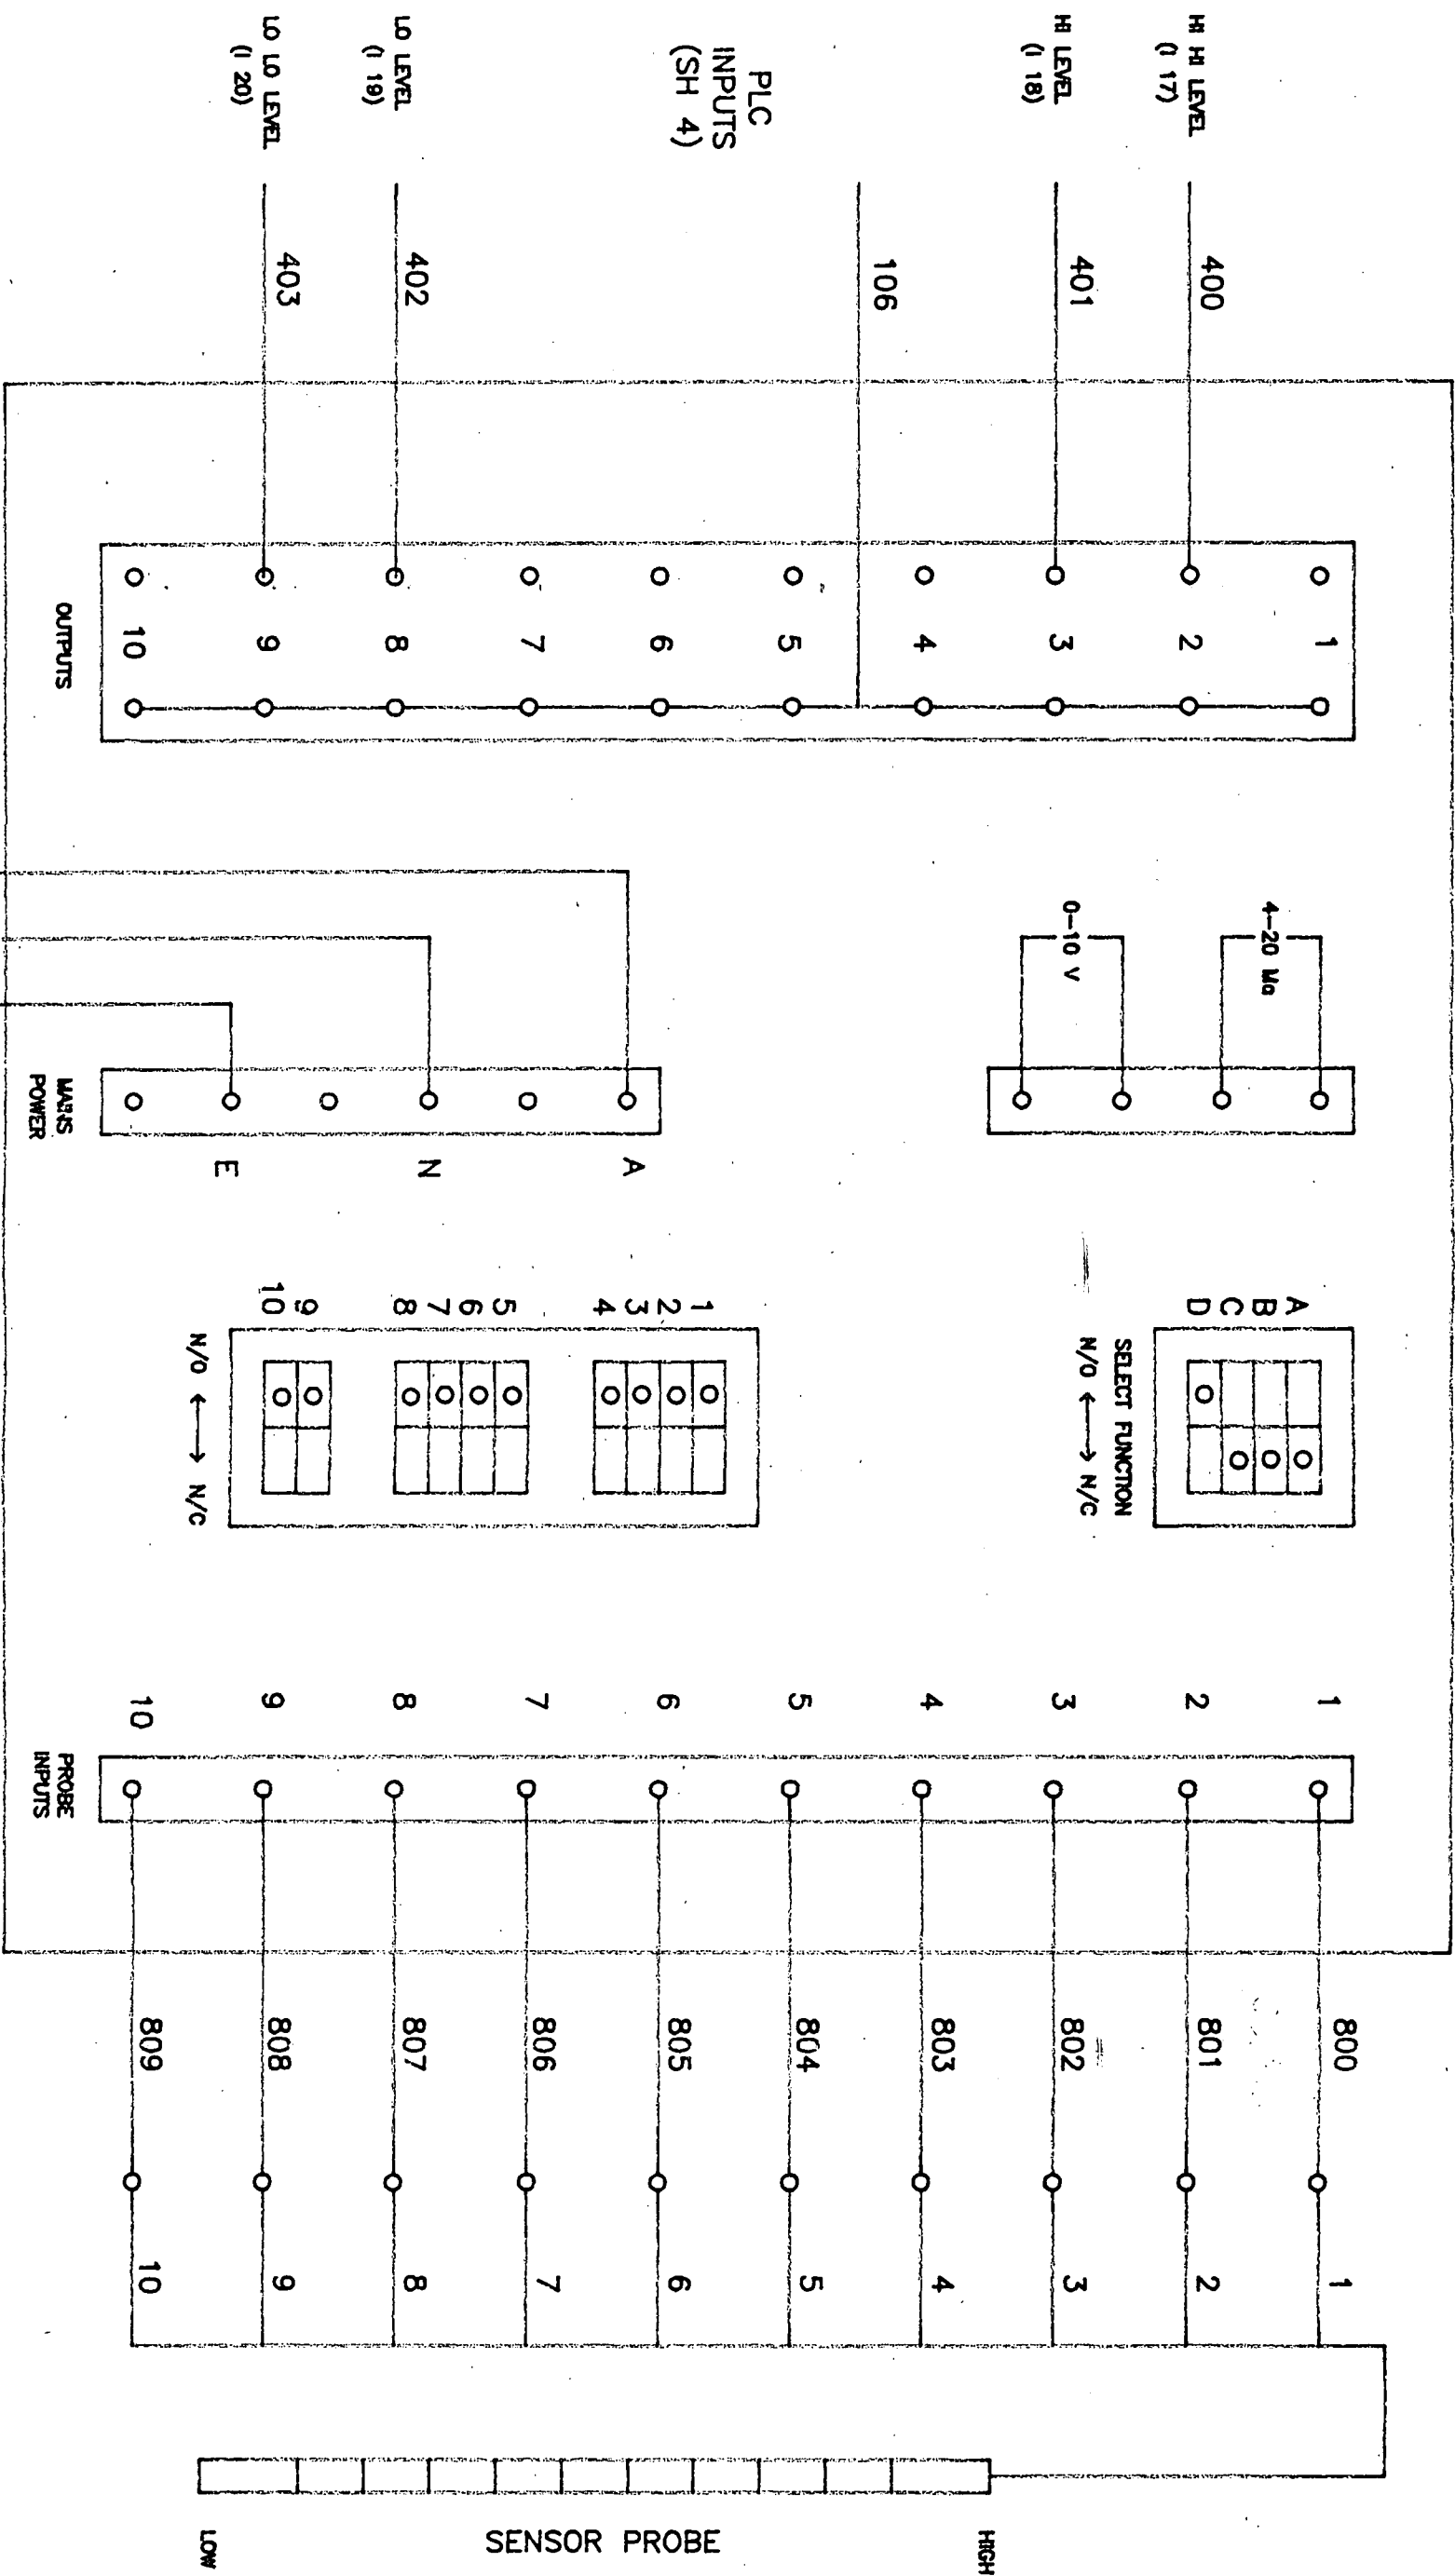 HI HI LEVEL
(I 17)
HI LEVEL
(I 18)
PLC
INPUTS
(SH 4)
LO LEVEL
(I 19)
LO LO LEVEL
(I 20)
400
401
106
402
403
1
2
3
4
5
6
7
8
9
10
OUTPUTS
4-20 Ma
0-10 V
A
N
E
MAINS
POWER
A
B
C
D
SELECT FUNCTION
N/O ←→ N/C
1
2
3
4
5
6
7
8
9
10
N/O ←→ N/C
1
2
3
4
5
6
7
8
9
10
PROBE
INPUTS
800
801
802
803
804
805
806
807
808
809
1
2
3
4
5
6
7
8
9
10
HIGH
SENSOR PROBE
LOW